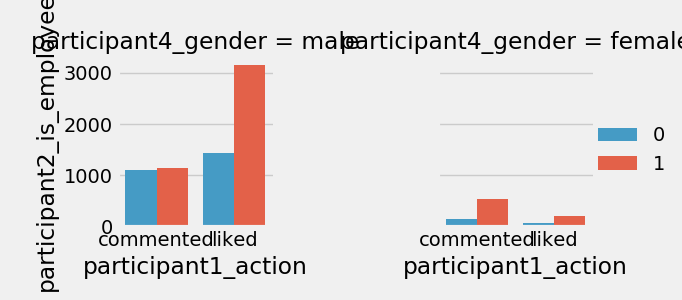 participant4_gender = male
participant4_gender = female
participant2_is_employee
3000
2000
1000
0
commented
liked
commented
liked
participant1_action
participant1_action
0
1